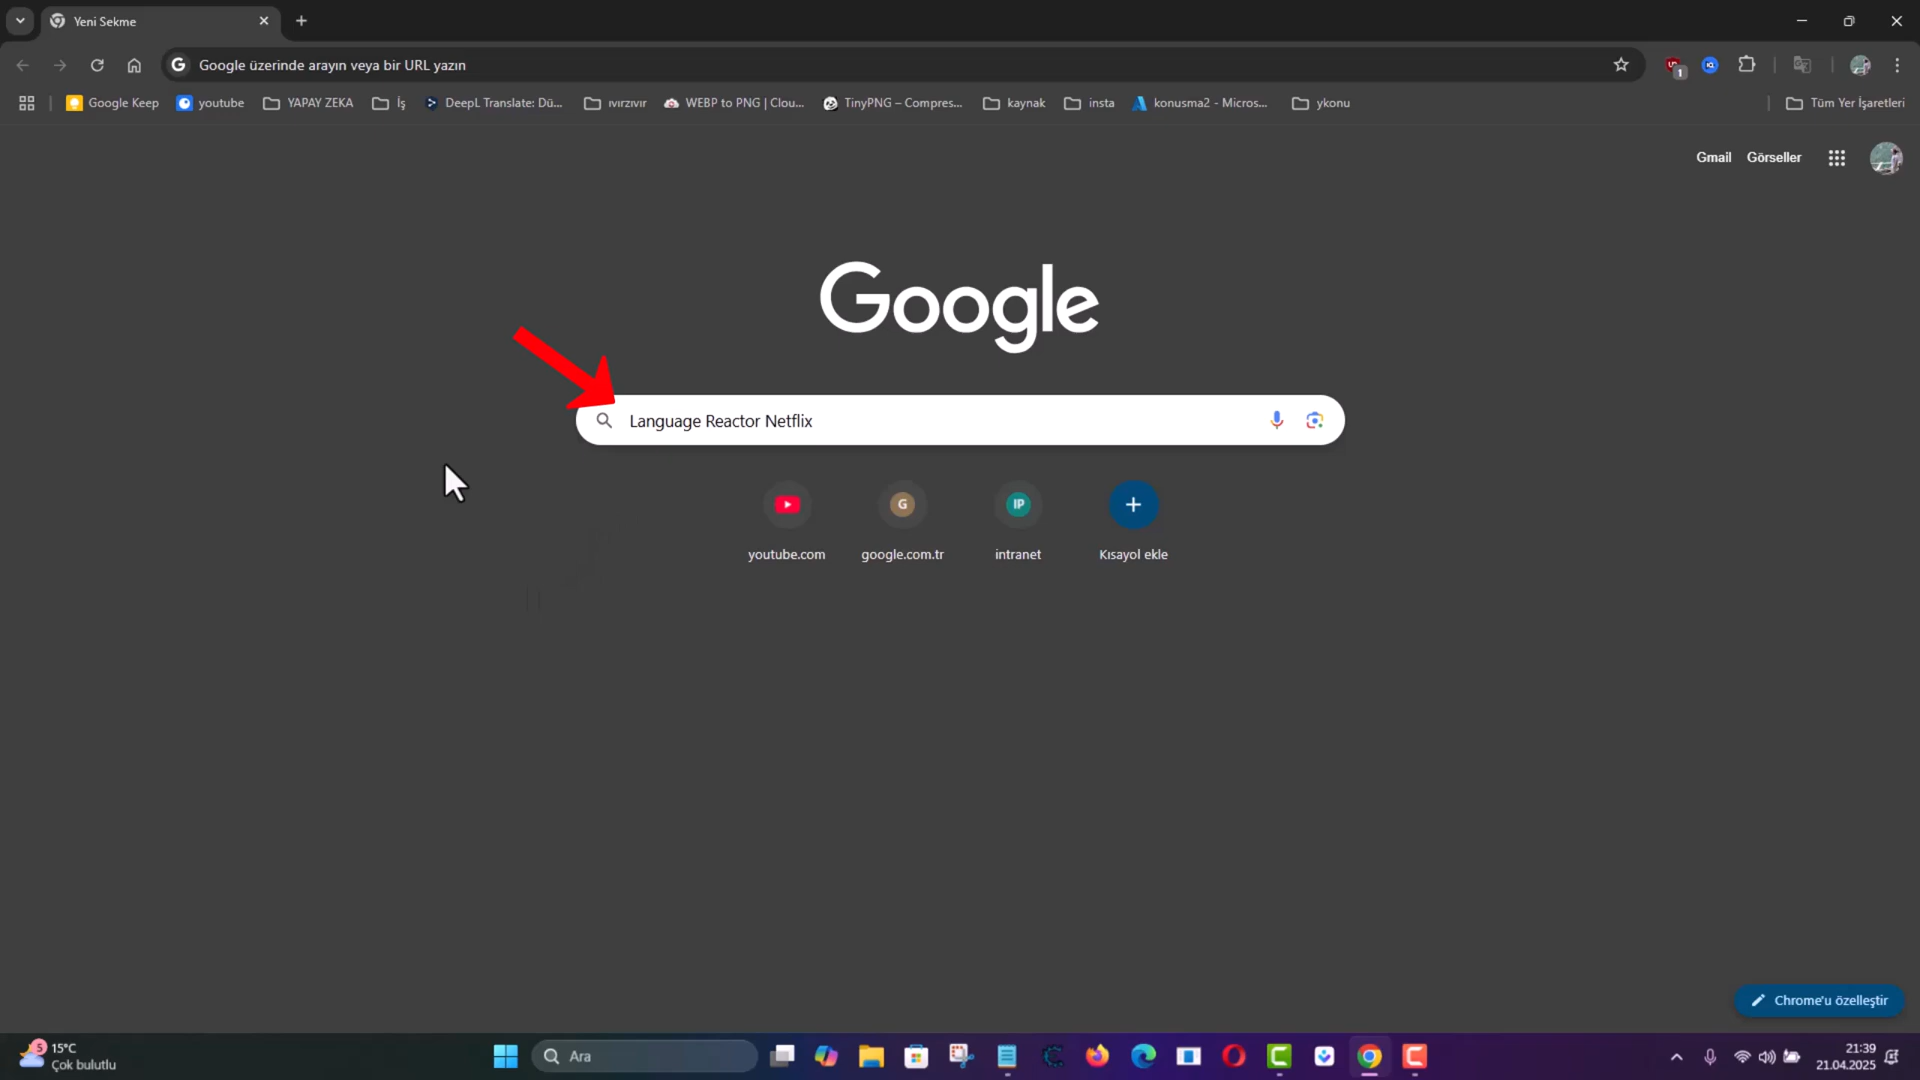 Yeni Sekme
Google üzerinde arayın veya bir URL yazın
1
Google Keep
youtube
YAPAY ZEKA
İş
DeepL Translate: Dü...
ıvırzıvır
WEBP to PNG | Clou...
TinyPNG – Compres...
kaynak
insta
konusma2 - Micros...
ykonu
Tüm Yer İşaretleri
Gmail
Görseller
Google
Language Reactor Netflix
G
IP
youtube.com
google.com.tr
intranet
Kısayol ekle
Chrome'u özelleştir
5
15°C
Çok bulutlu
Ara
21:39
21.04.2025